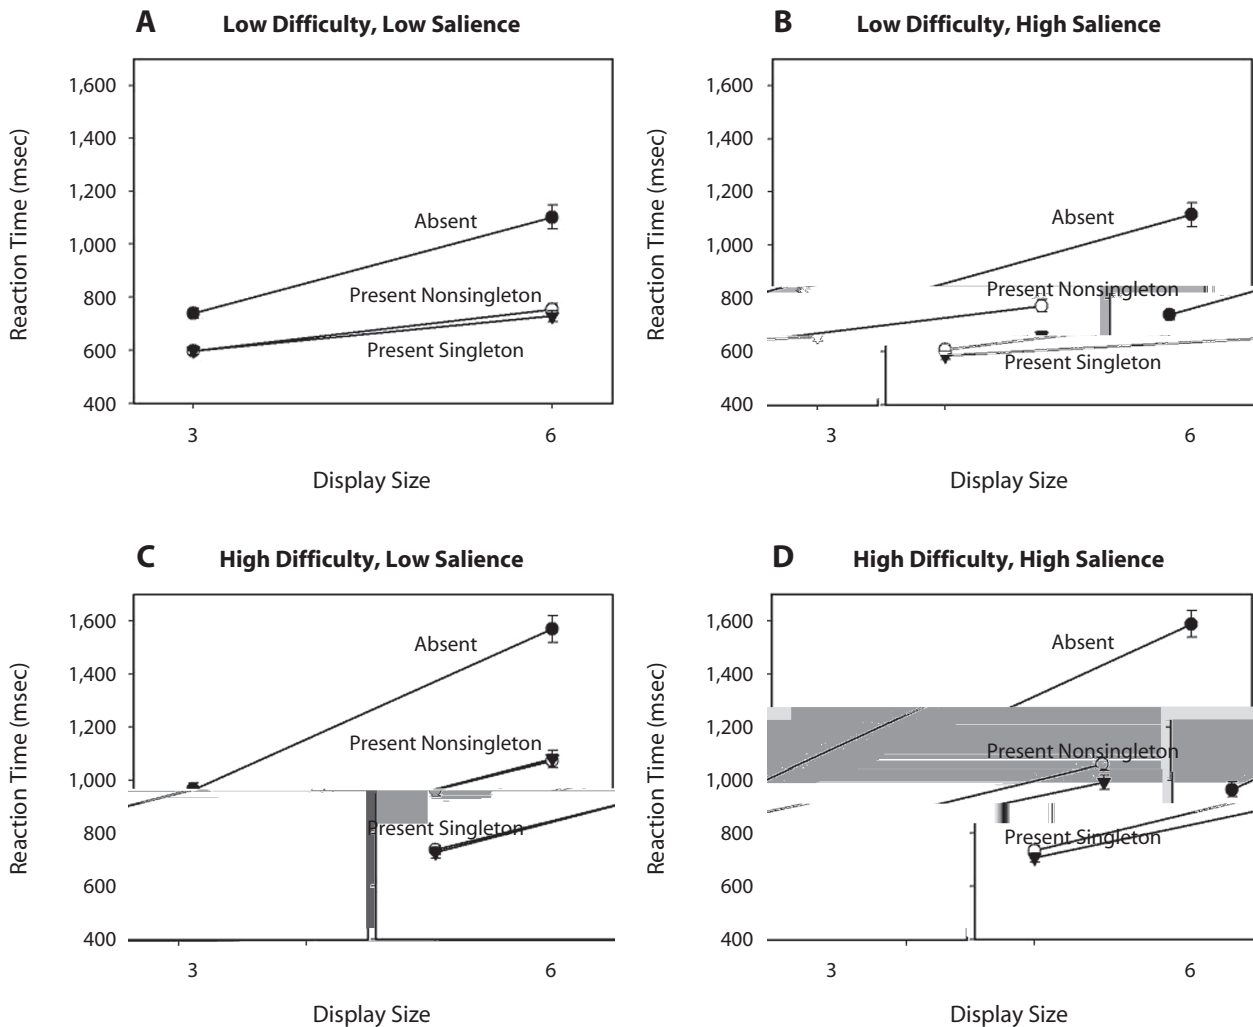 A Low Difficulty, Low Salience
Reaction Time (msec)
1,600
1,400
1,200
1,000
800
600
400
Absent
Present Nonsingleton
Present Singleton
3 6
Display Size
B Low Difficulty, High Salience
Reaction Time (msec)
1,600
1,400
1,200
1,000
800
600
400
Absent
Present Nonsingleton
Present Singleton
3 6
Display Size
C High Difficulty, Low Salience
Reaction Time (msec)
1,600
1,400
1,200
1,000
800
600
400
Absent
Present Nonsingleton
Present Singleton
3 6
Display Size
D High Difficulty, High Salience
Reaction Time (msec)
1,600
1,400
1,200
1,000
800
600
400
Absent
Present Nonsingleton
Present Singleton
3 6
Display Size